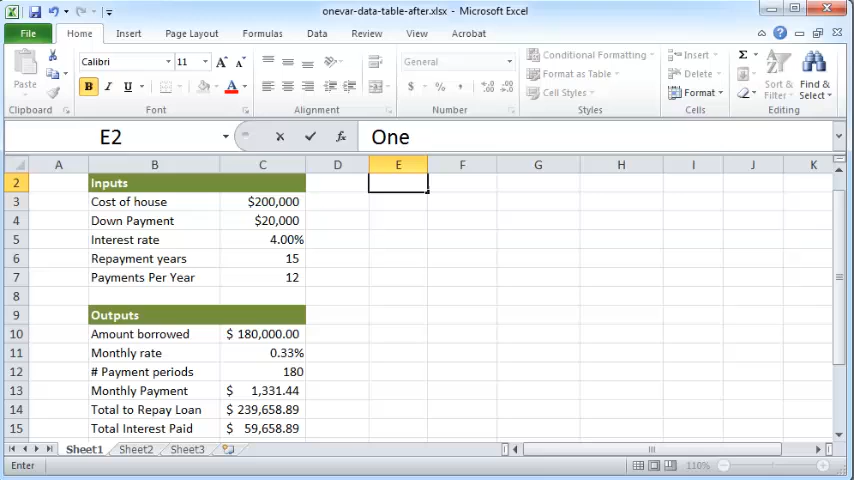 onevar-data-table-after.xlsx - Microsoft Excel
File Home Insert Page Layout Formulas Data Review View Acrobat
Paste Calibri 11 A A General Conditional Formatting Insert Σ
B I U A Format as Table Delete Sort & Filter Find & Select
$ % , Cell Styles Format
Clipboard Font Alignment Number Styles Cells Editing
E2 fx One
A B C D E F G H I J K
2 Inputs
3 Cost of house $200,000
4 Down Payment $20,000
5 Interest rate 4.00%
6 Repayment years 15
7 Payments Per Year 12
8
9 Outputs
10 Amount borrowed $ 180,000.00
11 Monthly rate 0.33%
12 # Payment periods 180
13 Monthly Payment $ 1,331.44
14 Total to Repay Loan $ 239,658.89
15 Total Interest Paid $ 59,658.89
Sheet1 Sheet2 Sheet3
Enter 110%